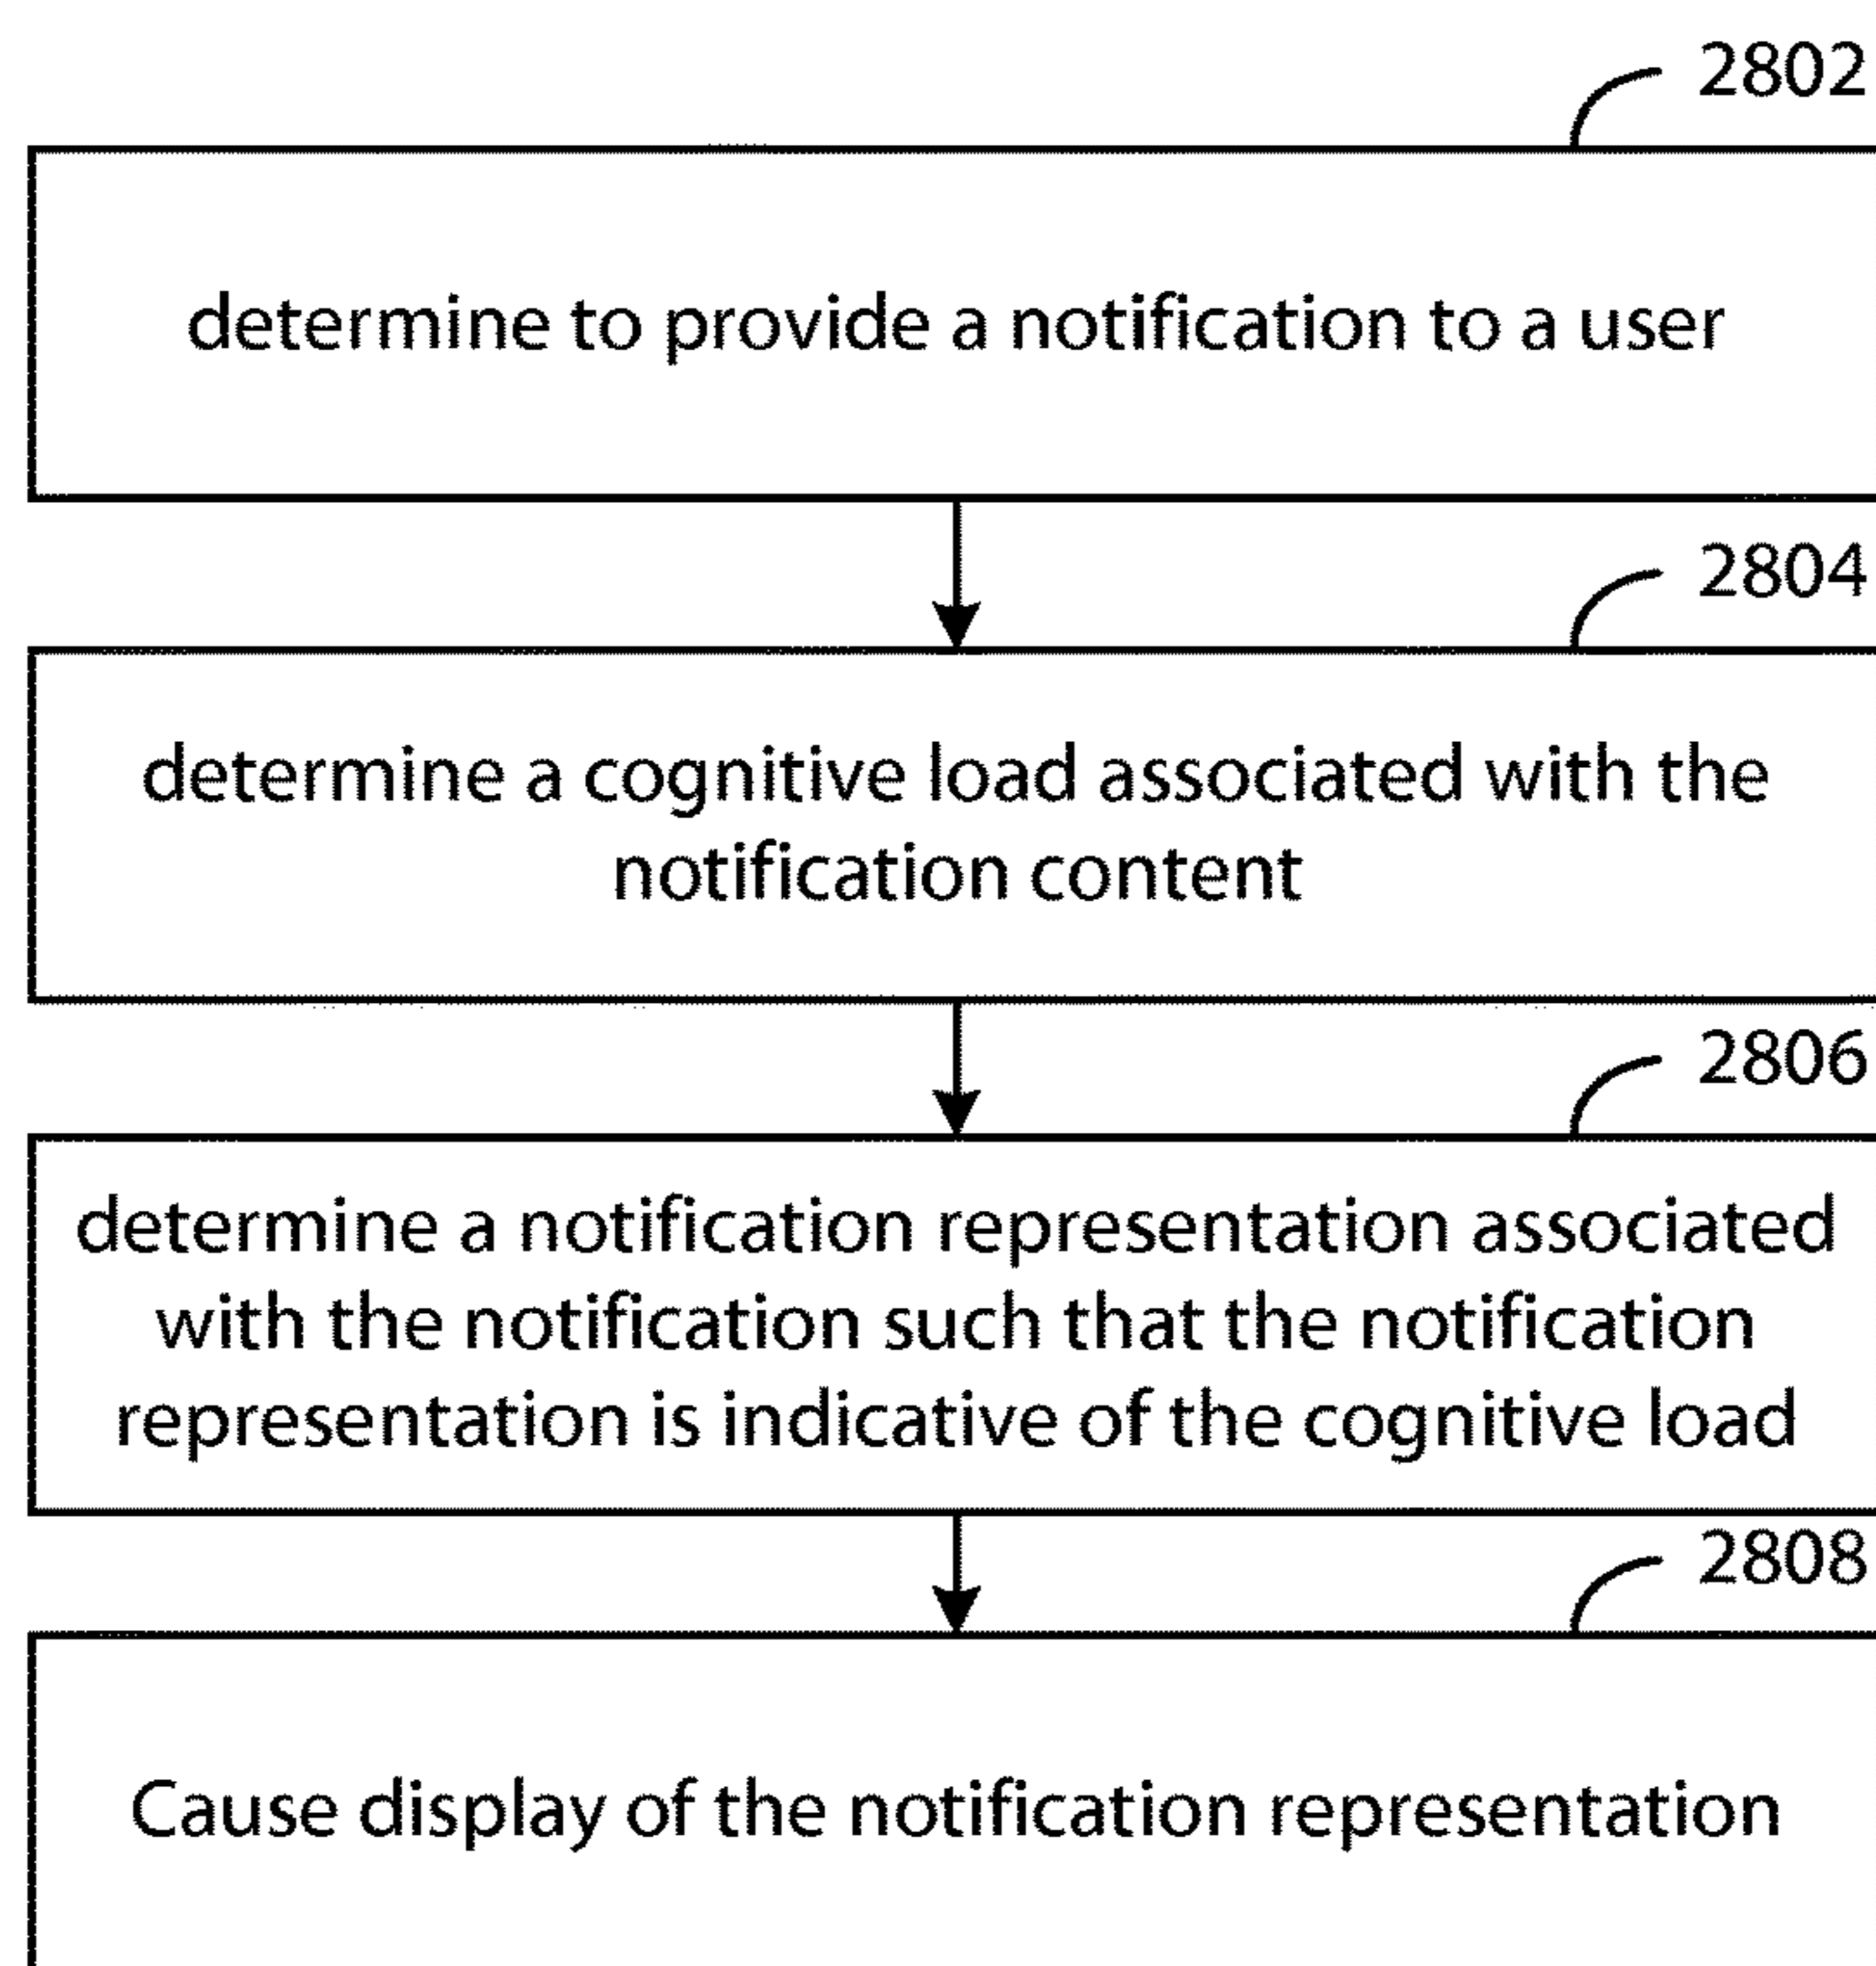 2802
determine to provide a notification to a user
2804
determine a cognitive load associated with the
notification content
2806
determine a notification representation associated
with the notification such that the notification
representation is indicative of the cognitive load
2808
Cause display of the notification representation